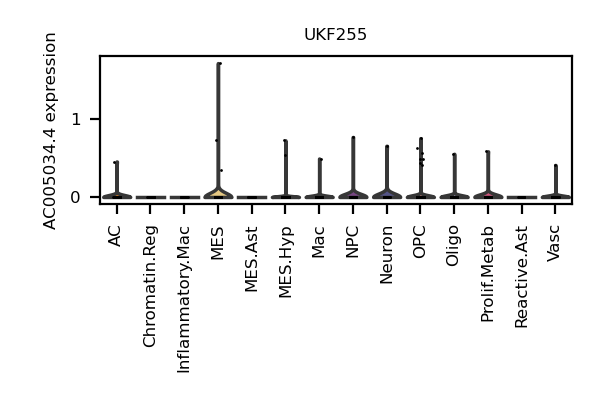 UKF255
AC005034.4 expression
1
0
AC
Chromatin.Reg
Inflammatory.Mac
MES
MES.Ast
MES.Hyp
Mac
NPC
Neuron
OPC
Oligo
Prolif.Metab
Reactive.Ast
Vasc